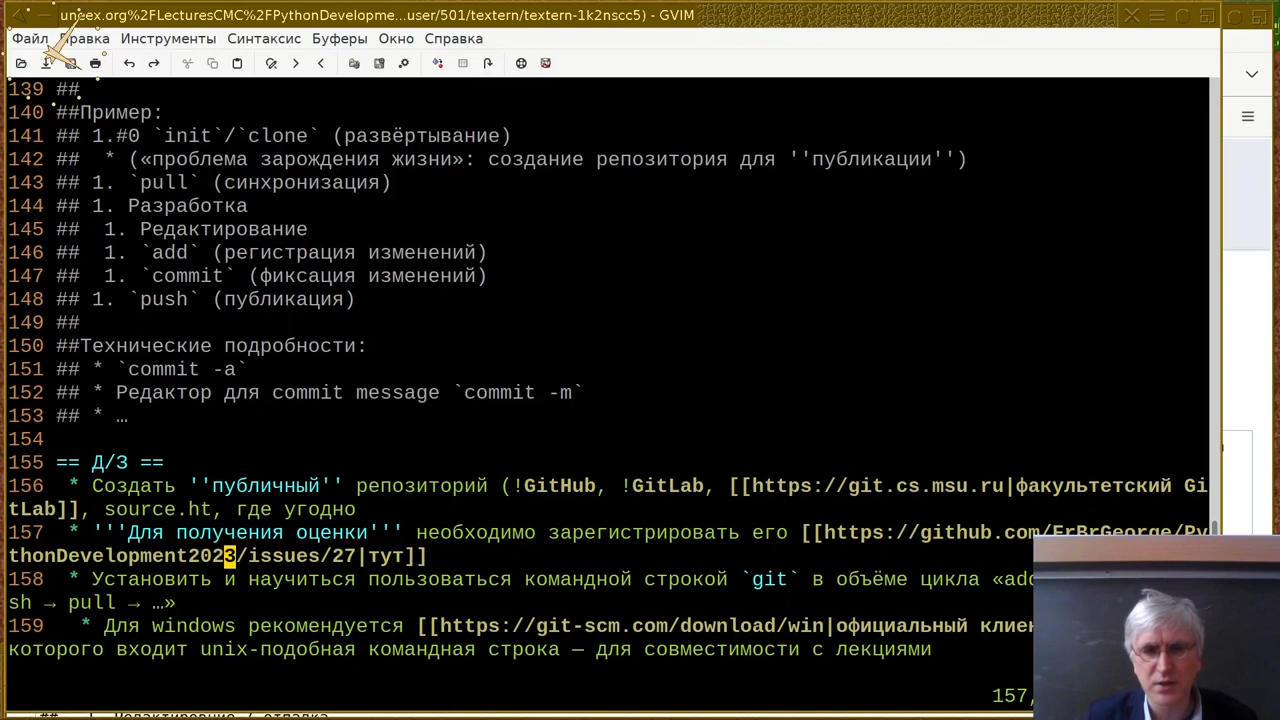 uneex.org%2FLecturesCMC%2FPythonDevelopme...user/501/textern/textern-1k2nscc5) - GVIM
Файл Правка Инструменты Синтаксис Буферы Окно Справка
139 ##
140 ##Пример:
141 ## 1.#0 `init`/`clone` (развёртывание)
142 ##  * («проблема зарождения жизни»: создание репозитория для ''публикации'')
143 ## 1. `pull` (синхронизация)
144 ## 1. Разработка
145 ##  1. Редактирование
146 ##  1. `add` (регистрация изменений)
147 ##  1. `commit` (фиксация изменений)
148 ## 1. `push` (публикация)
149 ##
150 ##Технические подробности:
151 ## * `commit -a`
152 ## * Редактор для commit message `commit -m`
153 ## * …
154
155 == Д/З ==
156  * Создать ''публичный'' репозиторий (!GitHub, !GitLab, [[https://git.cs.msu.ru|факультетский Gi
tLab]], source.ht, где угодно
157  * '''Для получения оценки''' необходимо зарегистрировать его [[https://github.com/FrBrGeorge/Py
thonDevelopment2023/issues/27|тут]]
158  * Установить и научиться пользоваться командной строкой `git` в объёме цикла «add
sh → pull → …»
159   * Для windows рекомендуется [[https://git-scm.com/download/win|официальный клиен
которого входит unix-подобная командная строка — для совместимости с лекциями
157,
## 1. Редактирование / отладка